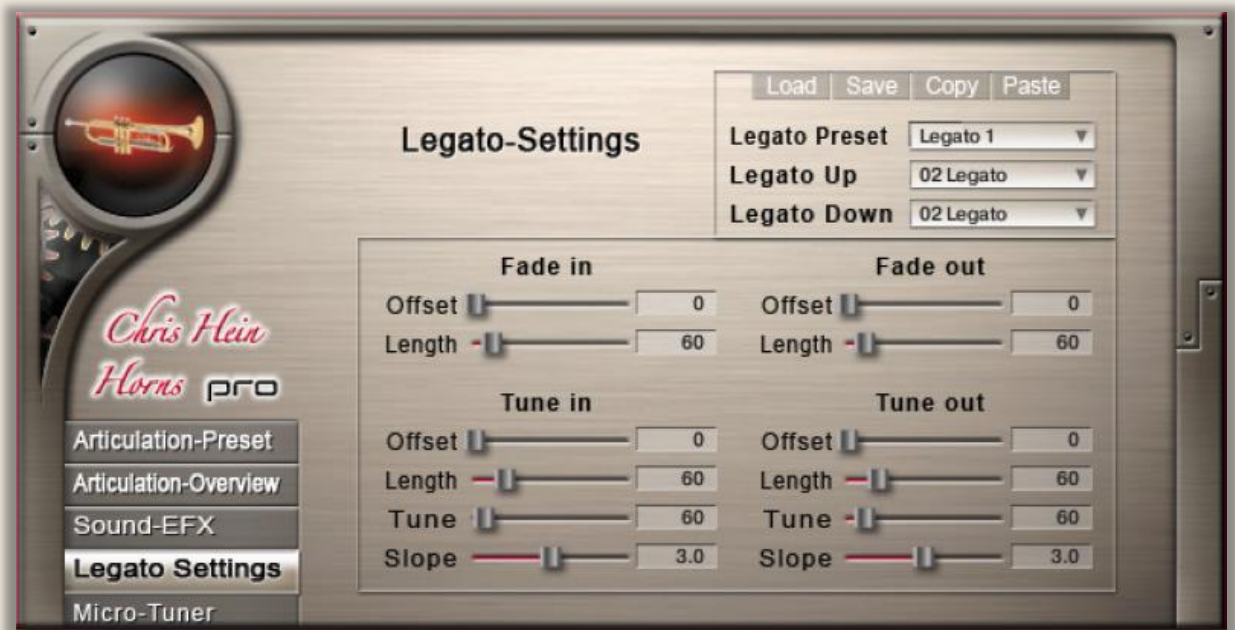 Load Save Copy Paste
Legato-Settings
Legato Preset Legato 1
Legato Up 02 Legato
Legato Down 02 Legato
Fade in
Offset 0
Length 60
Fade out
Offset 0
Length 60
Tune in
Offset 0
Length 60
Tune 60
Slope 3.0
Tune out
Offset 0
Length 60
Tune 60
Slope 3.0
Chris Hein
Horns pro
Articulation-Preset
Articulation-Overview
Sound-EFX
Legato Settings
Micro-Tuner